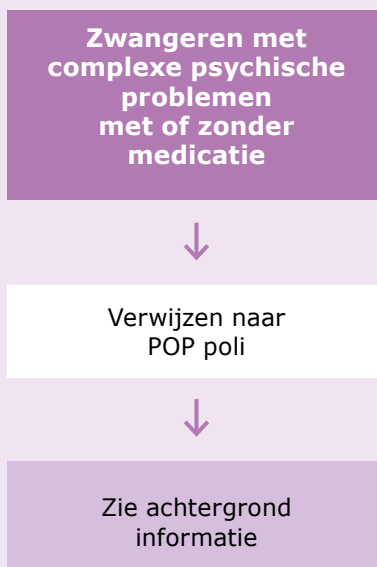 Zwangeren met
complexe psychische
problemen
met of zonder
medicatie
Verwijzen naar
POP poli
Zie achtergrond
informatie